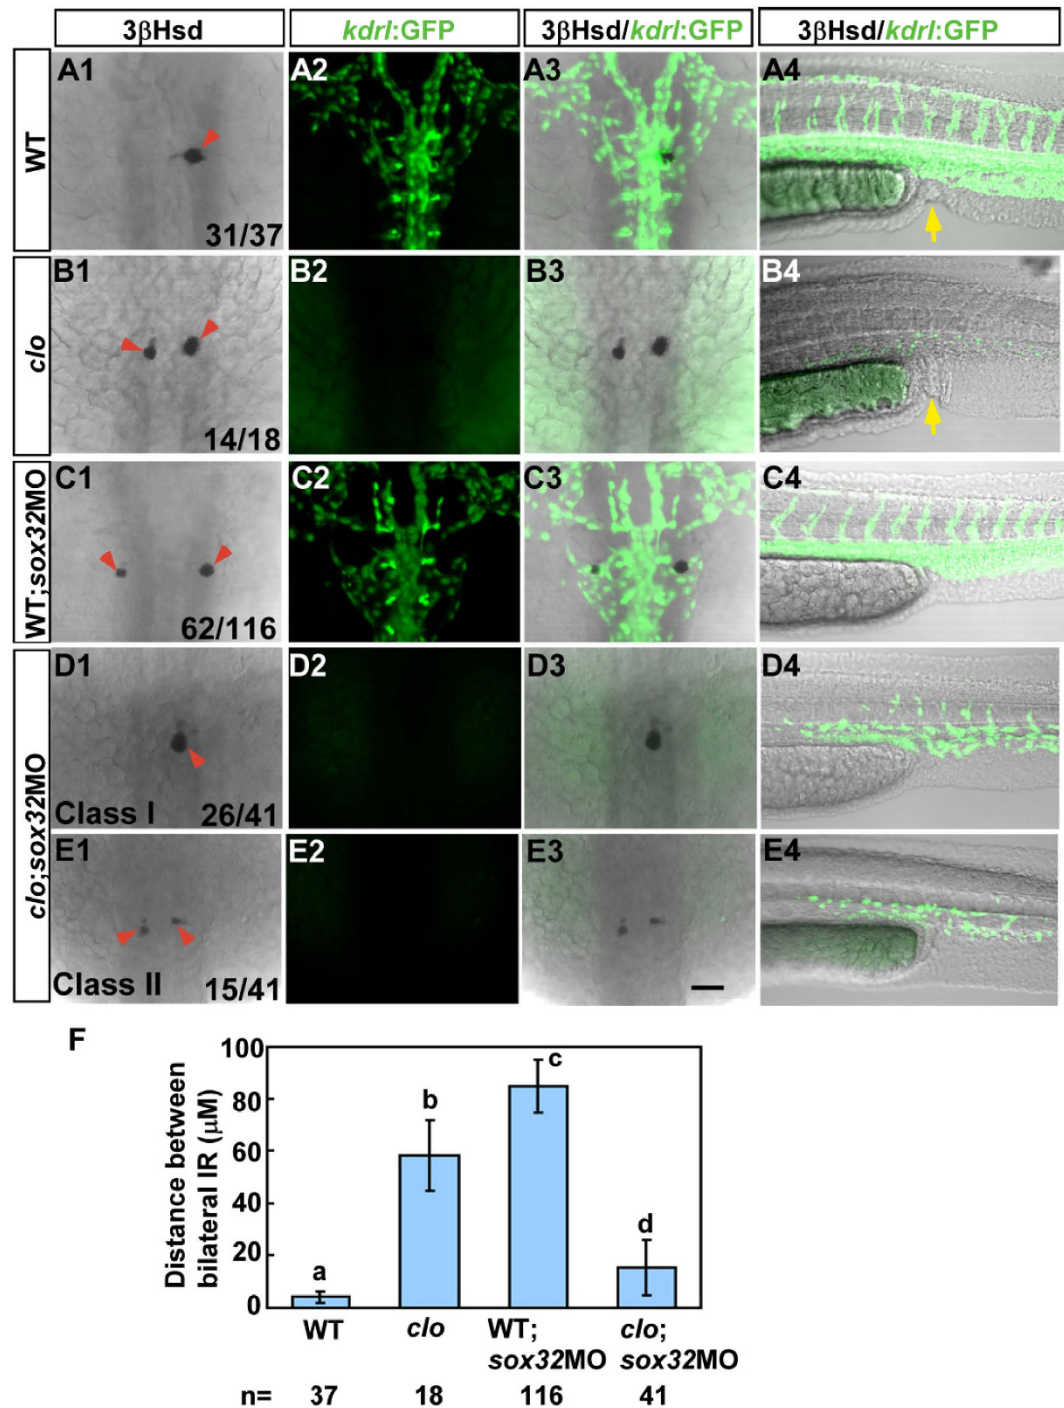 3βHsd
kdrl:GFP
3βHsd/kdrl:GFP
3βHsd/kdrl:GFP
WT
A1
31/37
A2
A3
A4
clo
B1
14/18
B2
B3
B4
WT;sox32MO
C1
62/116
C2
C3
C4
clo;sox32MO
D1
Class I
26/41
D2
D3
D4
E1
Class II
15/41
E2
E3
E4
F
Distance between
bilateral IR (μM)
100
80
60
40
20
0
a
b
c
d
WT
clo
WT;
sox32MO
clo;
sox32MO
n= 37 18 116 41